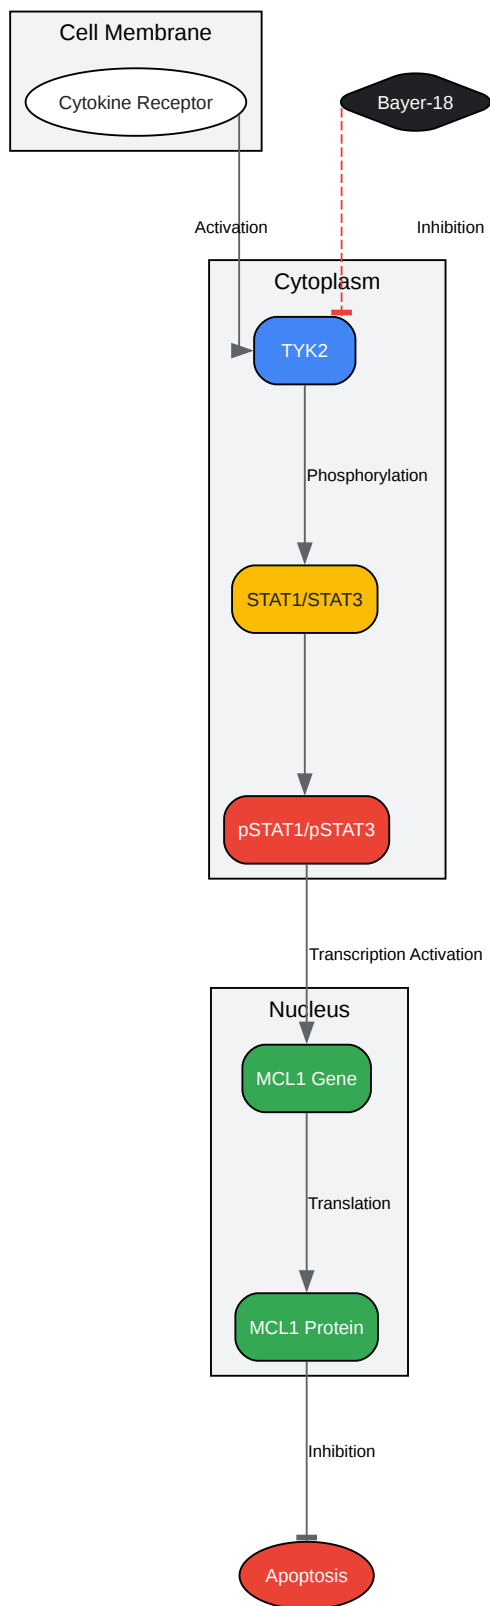 Cell Membrane
Cytokine Receptor
Bayer-18
Activation
Inhibition
Cytoplasm
TYK2
Phosphorylation
STAT1/STAT3
pSTAT1/pSTAT3
Transcription Activation
Nucleus
MCL1 Gene
Translation
MCL1 Protein
Inhibition
Apoptosis